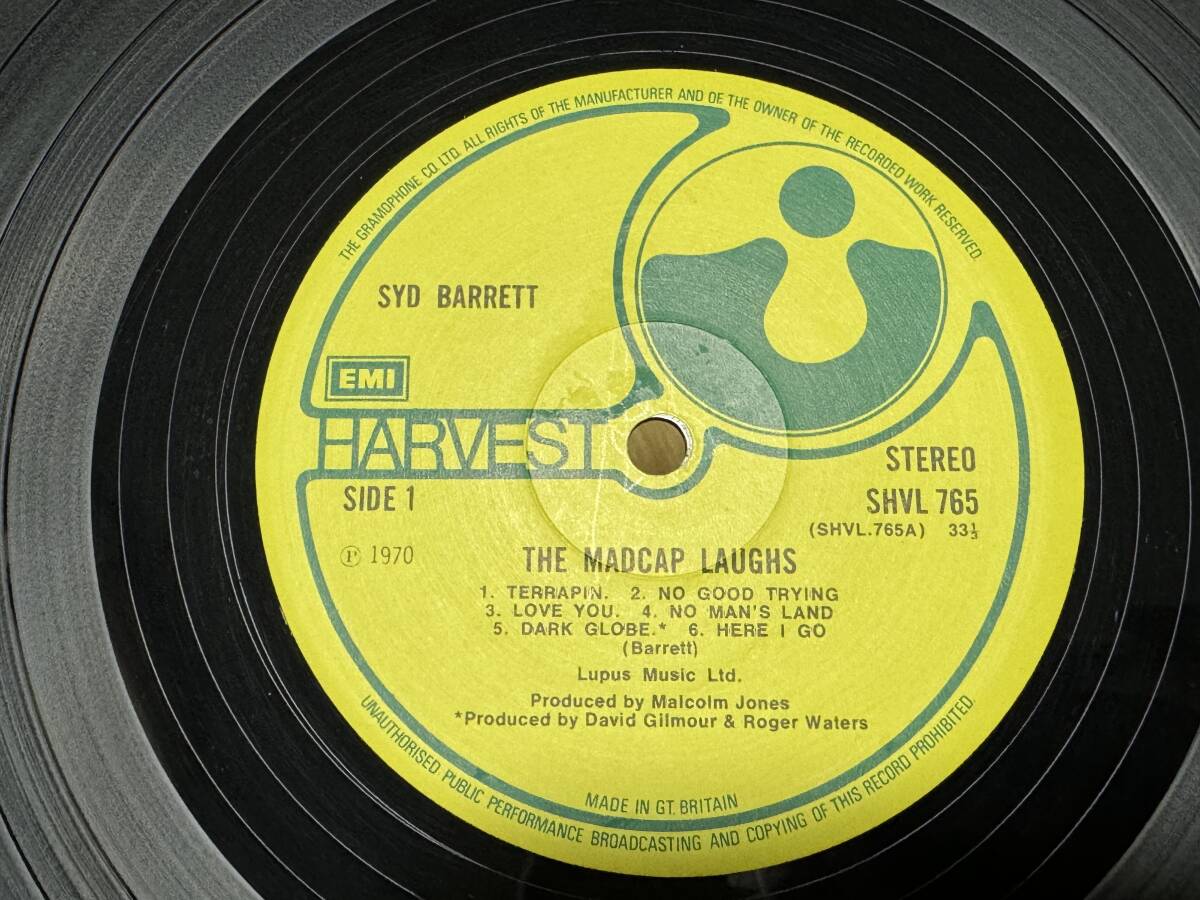 THE GRAMOPHONE CO. LTD. ALL RIGHTS OF THE MANUFACTURER AND OF THE OWNER OF THE RECORDED WORK RESERVED.
SYD BARRETT
EMI
HARVEST
STEREO
SIDE 1
SHVL 765
(SHVL.765A) 33⅓
Ⓟ 1970
THE MADCAP LAUGHS
1. TERRAPIN. 2. NO GOOD TRYING
3. LOVE YOU. 4. NO MAN'S LAND
5. DARK GLOBE.* 6. HERE I GO
(Barrett)
Lupus Music Ltd.
Produced by Malcolm Jones
*Produced by David Gilmour & Roger Waters
MADE IN GT. BRITAIN
UNAUTHORISED PUBLIC PERFORMANCE BROADCASTING AND COPYING OF THIS RECORD PROHIBITED.